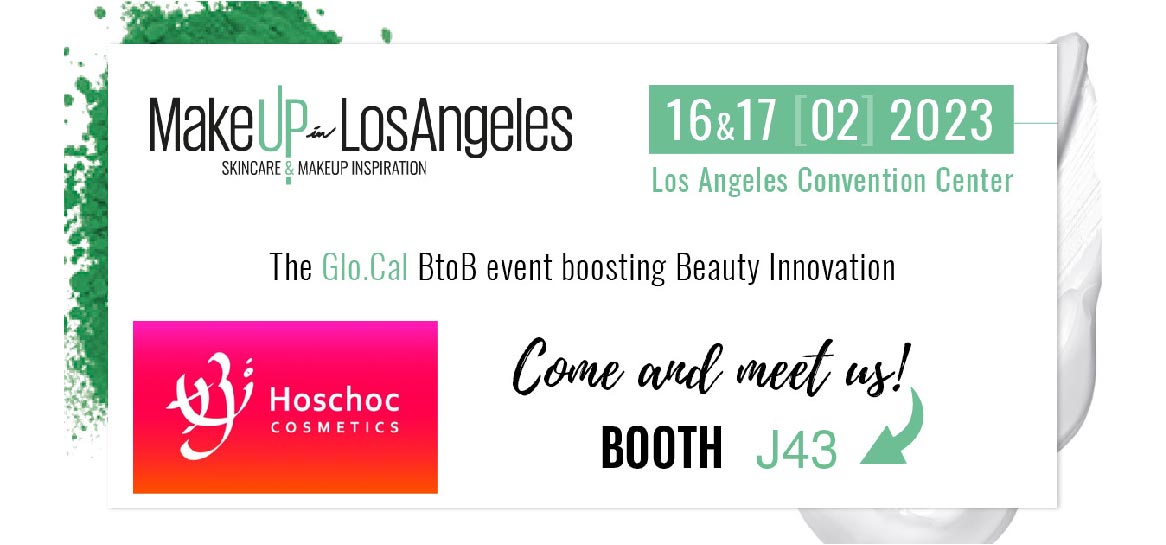 MakeUp in LosAngeles
SKINCARE & MAKEUP INSPIRATION
16&17 [02] 2023
Los Angeles Convention Center
The Glo.Cal BtoB event boosting Beauty Innovation
Hoschoc
COSMETICS
Come and meet us!
BOOTH J43